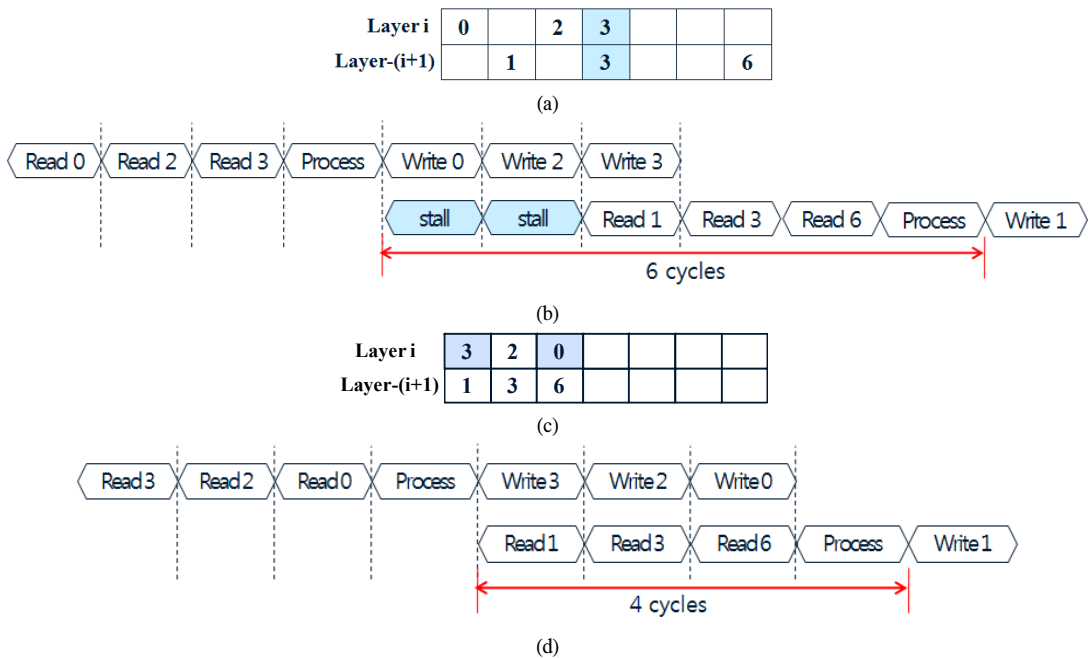 Layer i 0 2 3
Layer-(i+1) 1 3 6
(a)
Read 0 Read 2 Read 3 Process Write 0 Write 2 Write 3
stall stall Read 1 Read 3 Read 6 Process Write 1
6 cycles
(b)
Layer i 3 2 0
Layer-(i+1) 1 3 6
(c)
Read 3 Read 2 Read 0 Process Write 3 Write 2 Write 0
Read 1 Read 3 Read 6 Process Write 1
4 cycles
(d)